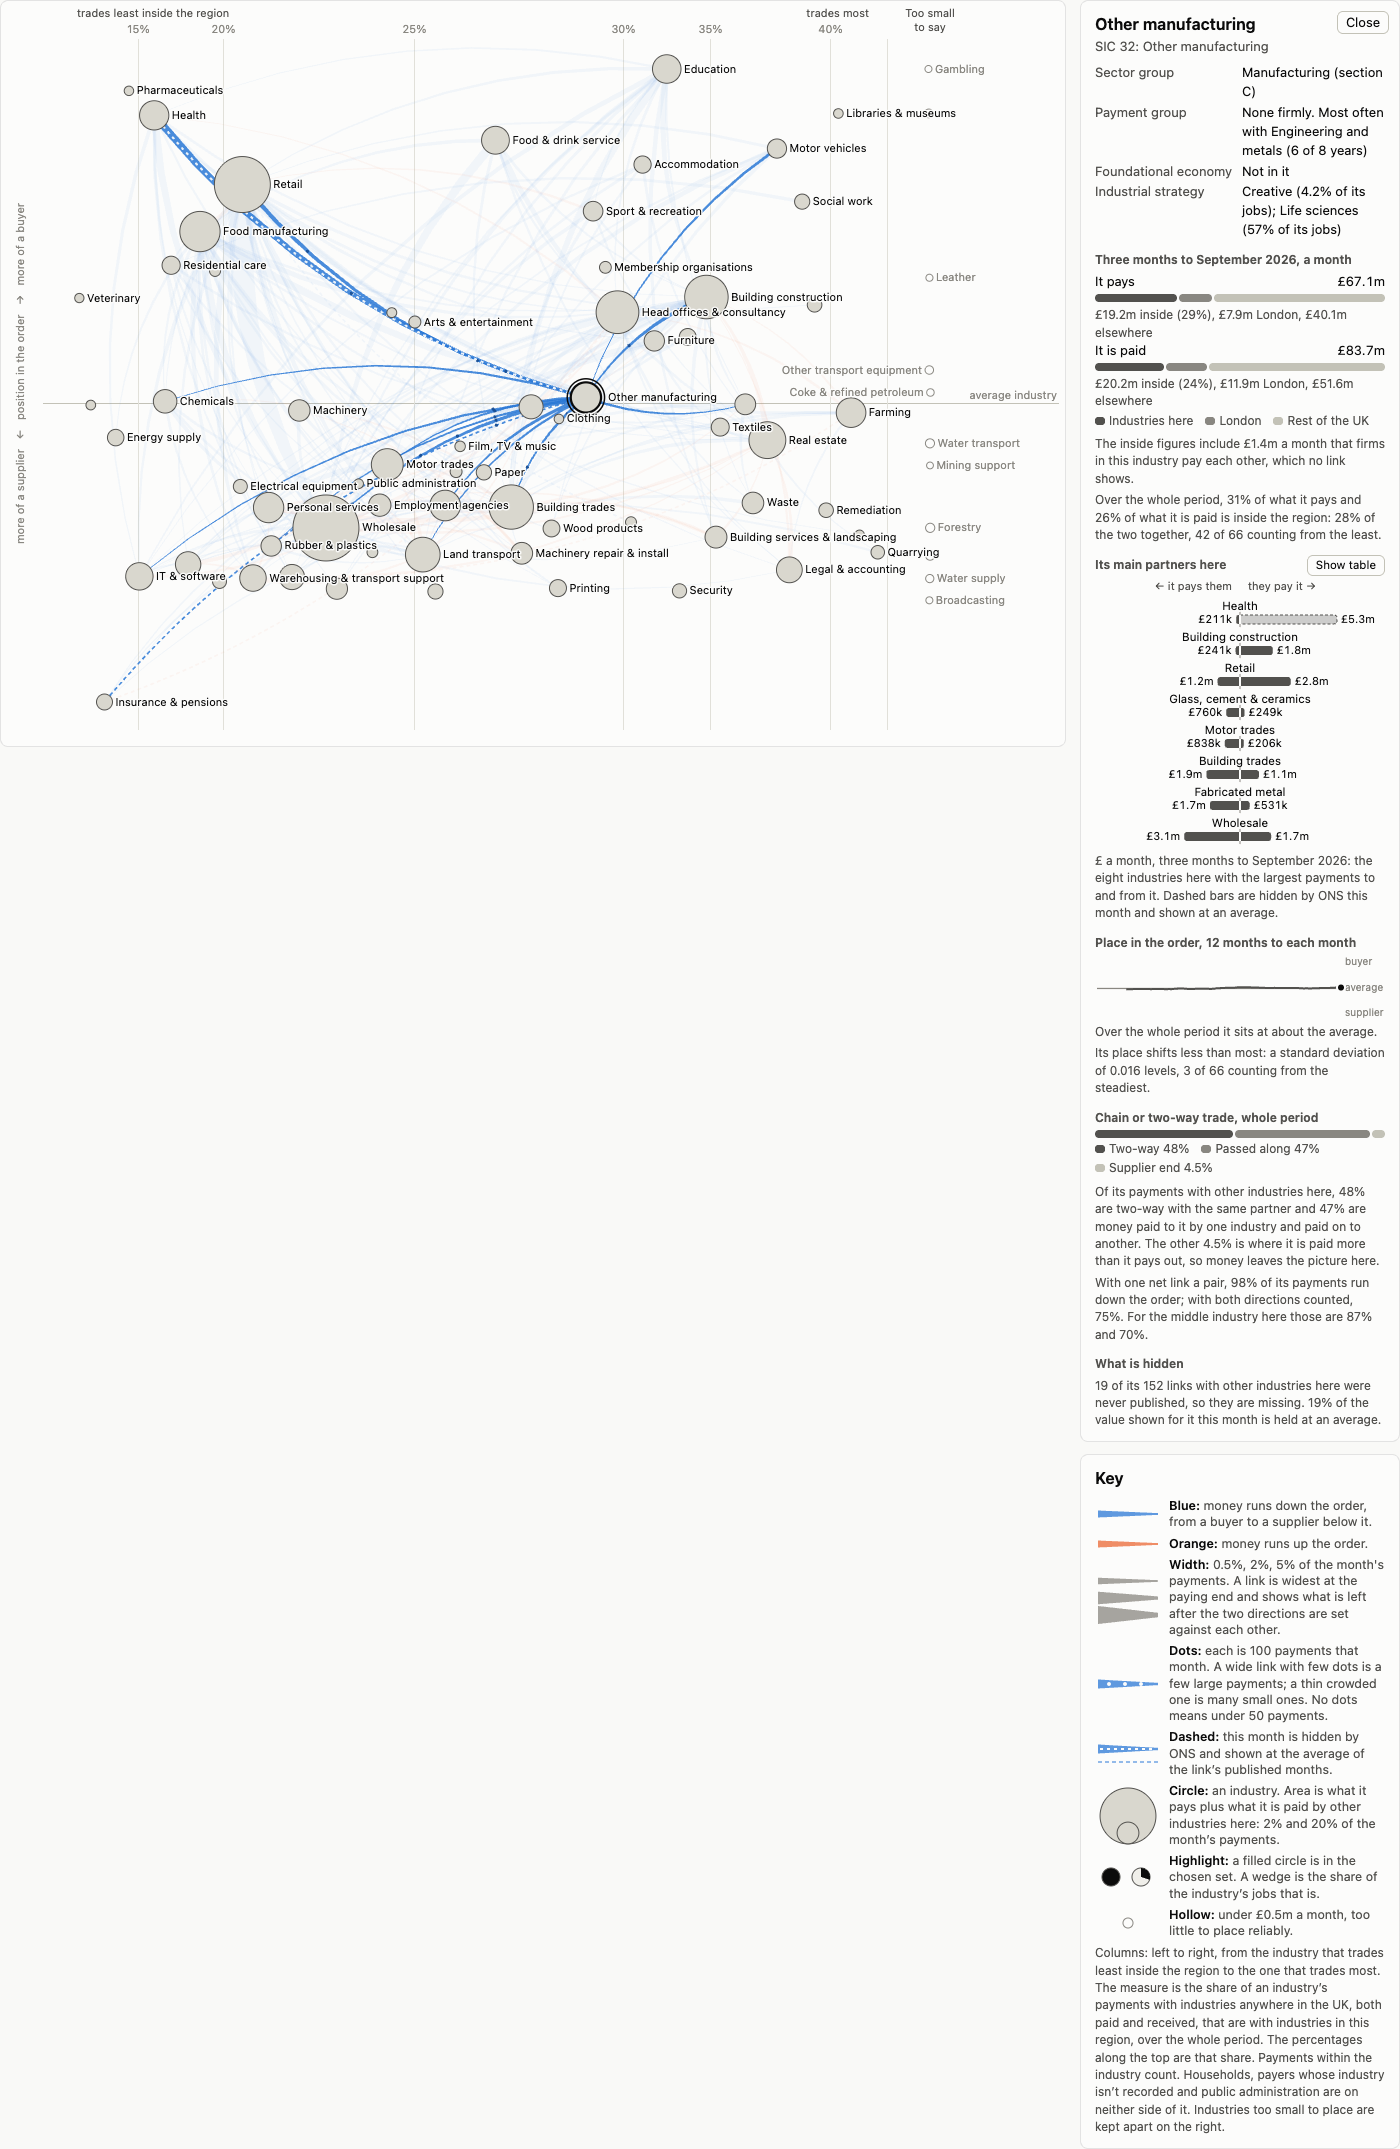 trades least inside the region
trades most
Too small
to say
15%
20%
25%
30%
35%
40%
more of a supplier ← position in the order → more of a buyer
Education
Gambling
Pharmaceuticals
Health
Libraries & museums
Food & drink service
Motor vehicles
Accommodation
Retail
Social work
Sport & recreation
Food manufacturing
Residential care
Membership organisations
Leather
Veterinary
Building construction
Head offices & consultancy
Arts & entertainment
Furniture
Other transport equipment
Coke & refined petroleum
average industry
Other manufacturing
Chemicals
Machinery
Clothing
Farming
Textiles
Energy supply
Real estate
Water transport
Film, TV & music
Motor trades
Paper
Mining support
Electrical equipment
Public administration
Personal services
Employment agencies
Building trades
Waste
Remediation
Wholesale
Wood products
Forestry
Building services & landscaping
Rubber & plastics
Land transport
Machinery repair & install
Quarrying
Legal & accounting
IT & software
Warehousing & transport support
Water supply
Printing
Security
Broadcasting
Insurance & pensions
Other manufacturing
Close
SIC 32: Other manufacturing
Sector group
Manufacturing (section
C)
Payment group
None firmly. Most often
with Engineering and
metals (6 of 8 years)
Foundational economy
Not in it
Industrial strategy
Creative (4.2% of its
jobs); Life sciences
(57% of its jobs)
Three months to September 2026, a month
It pays
£67.1m
£19.2m inside (29%), £7.9m London, £40.1m
elsewhere
It is paid
£83.7m
£20.2m inside (24%), £11.9m London, £51.6m
elsewhere
Industries here
London
Rest of the UK
The inside figures include £1.4m a month that firms
in this industry pay each other, which no link
shows.
Over the whole period, 31% of what it pays and
26% of what it is paid is inside the region: 28% of
the two together, 42 of 66 counting from the least.
Its main partners here
Show table
← it pays them
they pay it →
Health
£211k
£5.3m
Building construction
£241k
£1.8m
Retail
£1.2m
£2.8m
Glass, cement & ceramics
£760k
£249k
Motor trades
£838k
£206k
Building trades
£1.9m
£1.1m
Fabricated metal
£1.7m
£531k
Wholesale
£3.1m
£1.7m
£ a month, three months to September 2026: the
eight industries here with the largest payments to
and from it. Dashed bars are hidden by ONS this
month and shown at an average.
Place in the order, 12 months to each month
buyer
average
supplier
Over the whole period it sits at about the average.
Its place shifts less than most: a standard deviation
of 0.016 levels, 3 of 66 counting from the
steadiest.
Chain or two-way trade, whole period
Two-way 48%
Passed along 47%
Supplier end 4.5%
Of its payments with other industries here, 48%
are two-way with the same partner and 47% are
money paid to it by one industry and paid on to
another. The other 4.5% is where it is paid more
than it pays out, so money leaves the picture here.
With one net link a pair, 98% of its payments run
down the order; with both directions counted,
75%. For the middle industry here those are 87%
and 70%.
What is hidden
19 of its 152 links with other industries here were
never published, so they are missing. 19% of the
value shown for it this month is held at an average.
Key
Blue: money runs down the order,
from a buyer to a supplier below it.
Orange: money runs up the order.
Width: 0.5%, 2%, 5% of the month's
payments. A link is widest at the
paying end and shows what is left
after the two directions are set
against each other.
Dots: each is 100 payments that
month. A wide link with few dots is a
few large payments; a thin crowded
one is many small ones. No dots
means under 50 payments.
Dashed: this month is hidden by
ONS and shown at the average of
the link's published months.
Circle: an industry. Area is what it
pays plus what it is paid by other
industries here: 2% and 20% of the
month's payments.
Highlight: a filled circle is in the
chosen set. A wedge is the share of
the industry's jobs that is.
Hollow: under £0.5m a month, too
little to place reliably.
Columns: left to right, from the industry that trades
least inside the region to the one that trades most.
The measure is the share of an industry's
payments with industries anywhere in the UK, both
paid and received, that are with industries in this
region, over the whole period. The percentages
along the top are that share. Payments within the
industry count. Households, payers whose industry
isn't recorded and public administration are on
neither side of it. Industries too small to place are
kept apart on the right.